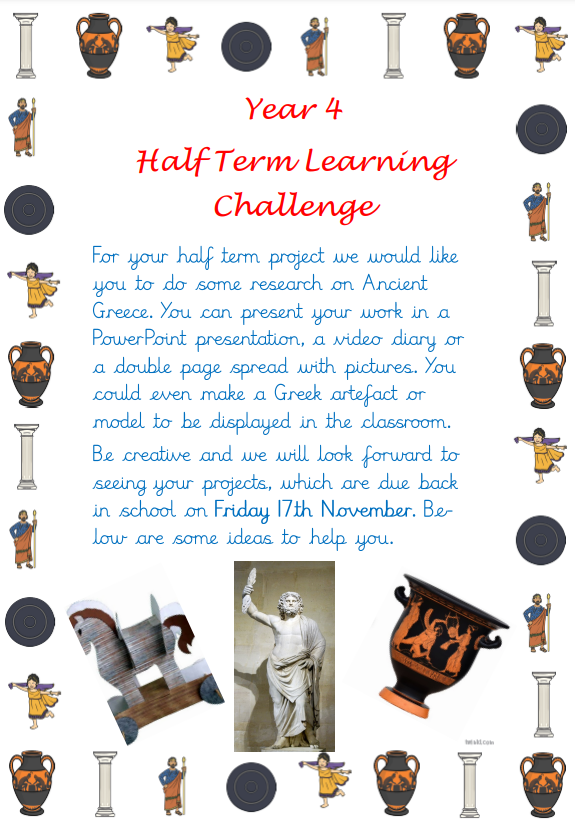 Year 4
Half Term Learning
Challenge
For your half term project we would like
you to do some research on Ancient
Greece. You can present your work in a
PowerPoint presentation, a video diary or
a double page spread with pictures. You
could even make a Greek artefact or
model to be displayed in the classroom.
Be creative and we will look forward to
seeing your projects, which are due back
in school on Friday 17th November. Be-
low are some ideas to help you.